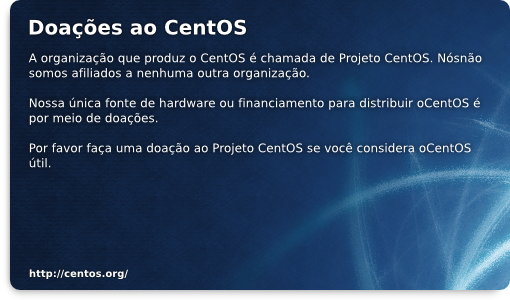 Doações ao CentOS
A organização que produz o CentOS é chamada de Projeto CentOS. Nósnão
somos afiliados a nenhuma outra organização.
Nossa única fonte de hardware ou financiamento para distribuir oCentOS é
por meio de doações.
Por favor faça uma doação ao Projeto CentOS se você considera oCentOS
útil.
http://centos.org/